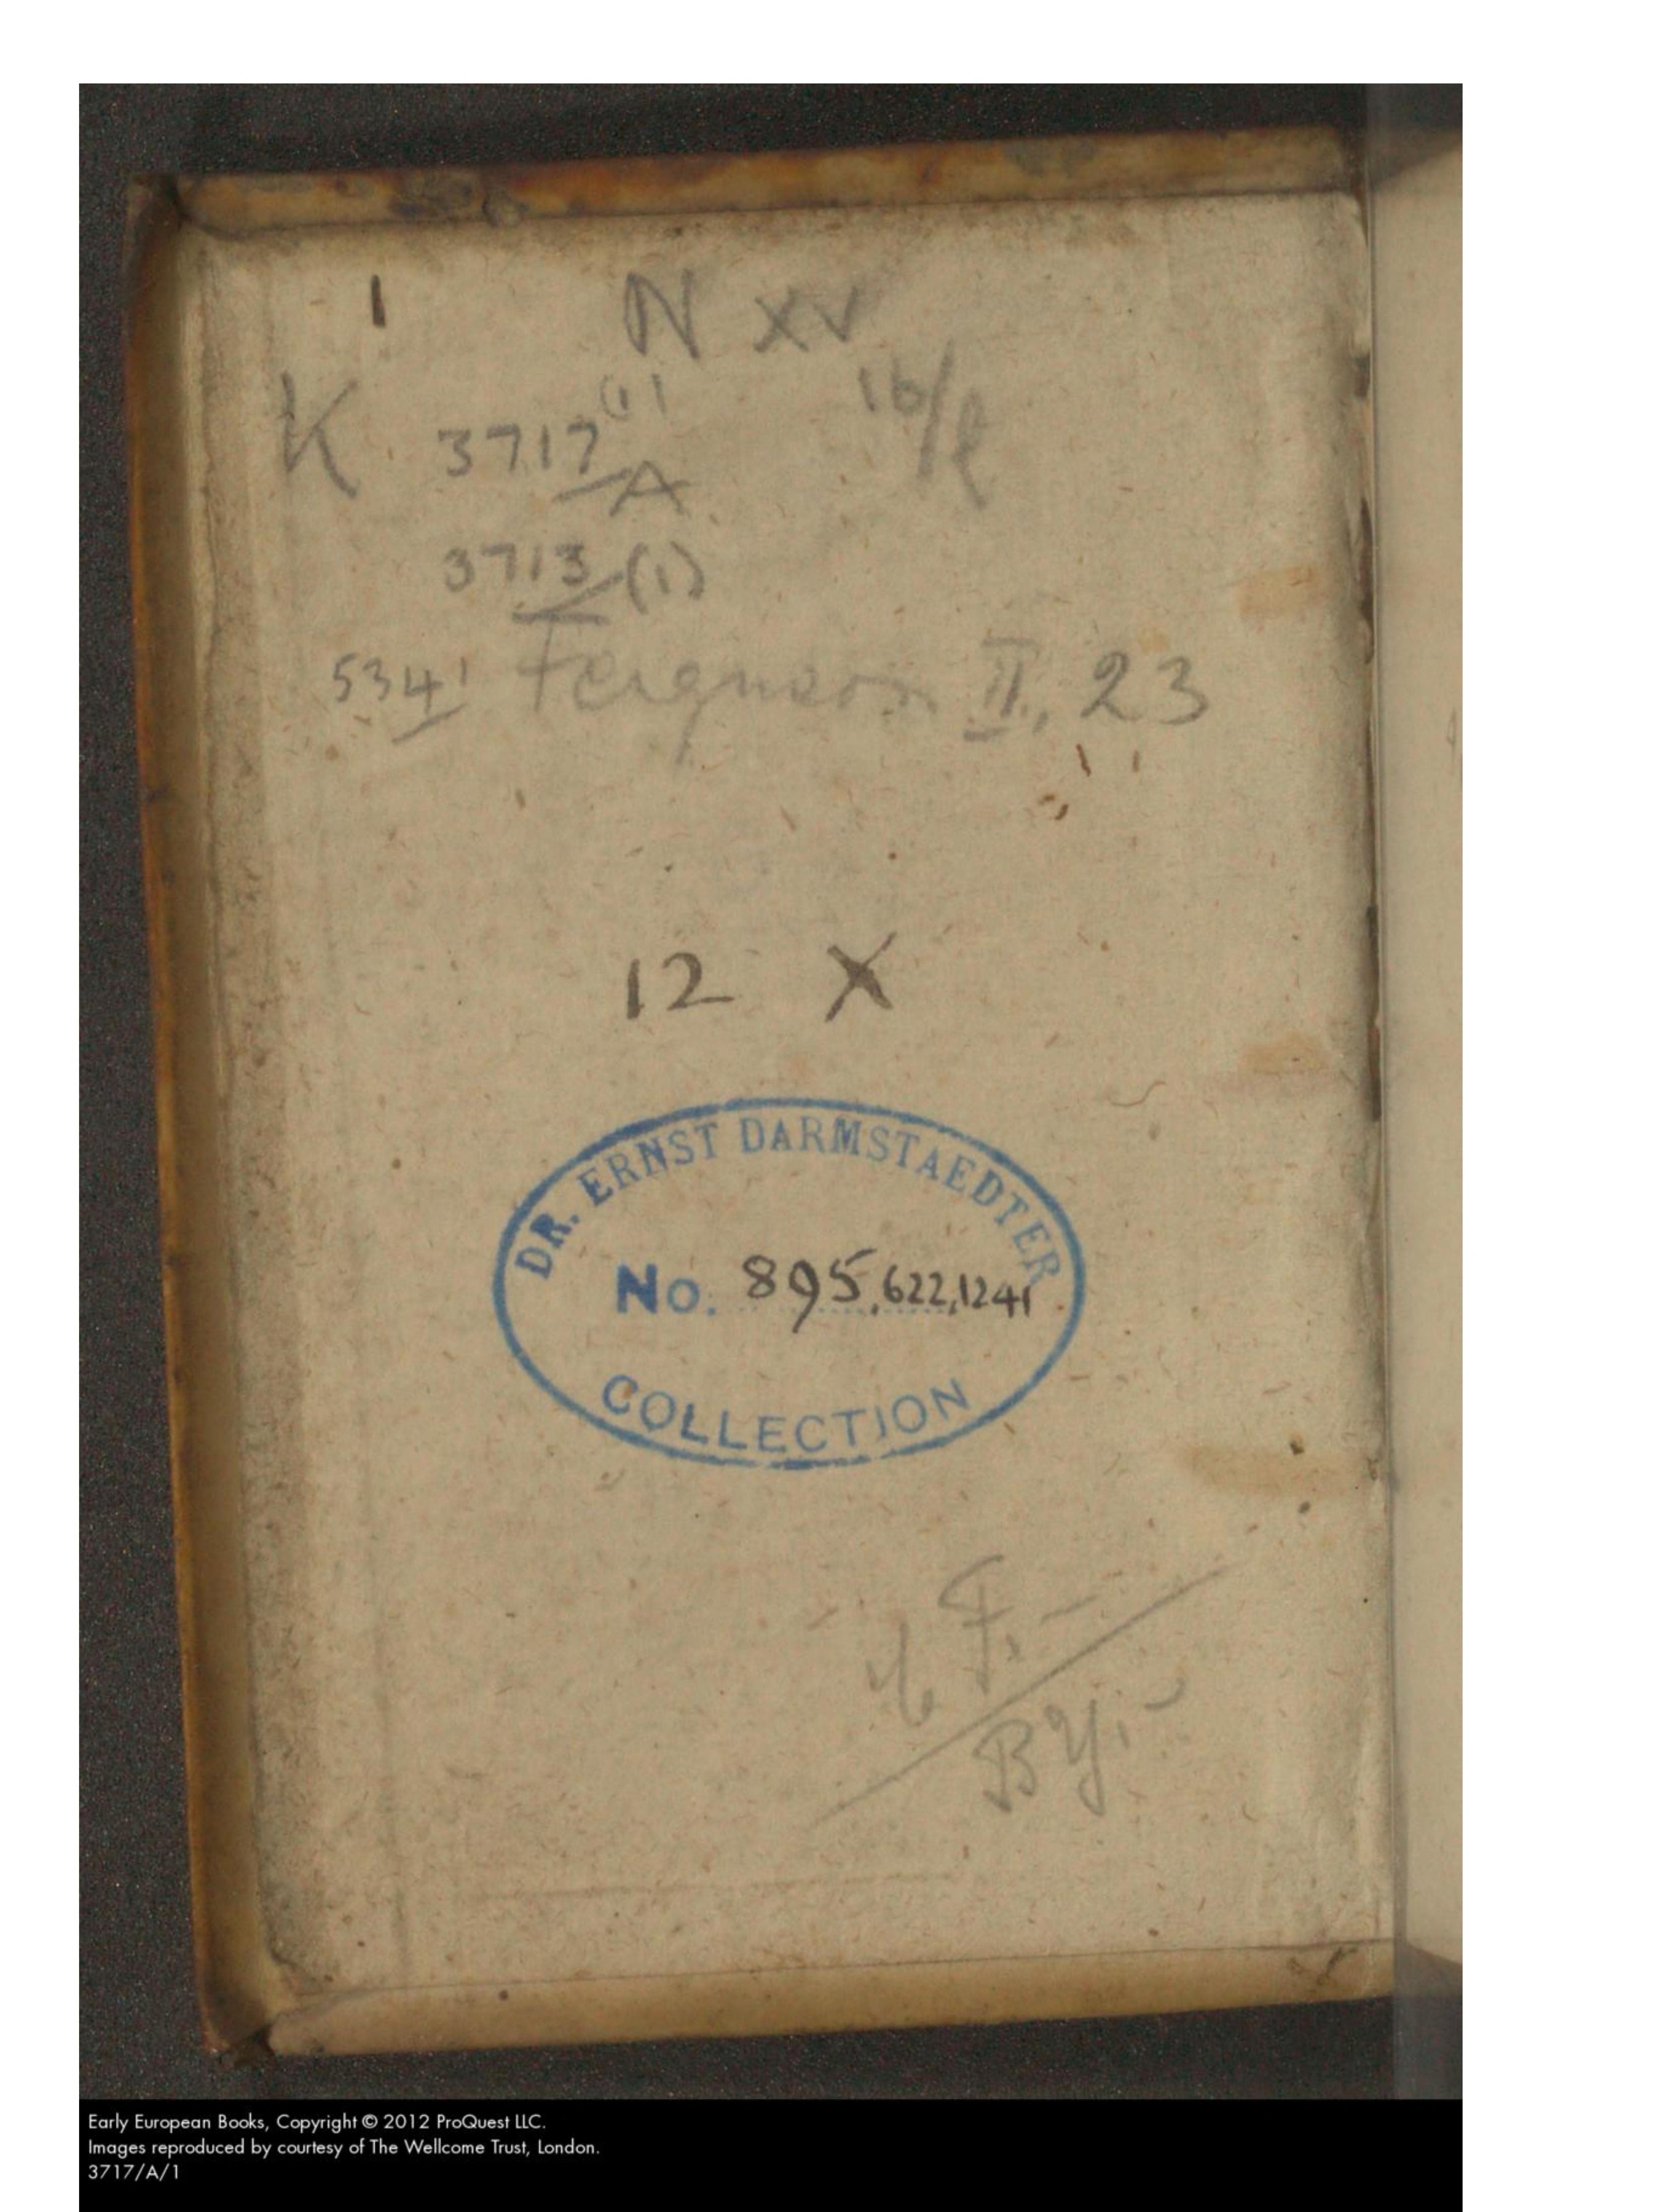 1
N XV
K 3717(1)/A 16/l
3713/(1)
5341 Ferguson II, 23
12 X
DR. ERNST DARMSTAEDTER
No. 895,622,1241
COLLECTION
Early European Books, Copyright © 2012 ProQuest LLC.
Images reproduced by courtesy of The Wellcome Trust, London.
3717/A/1